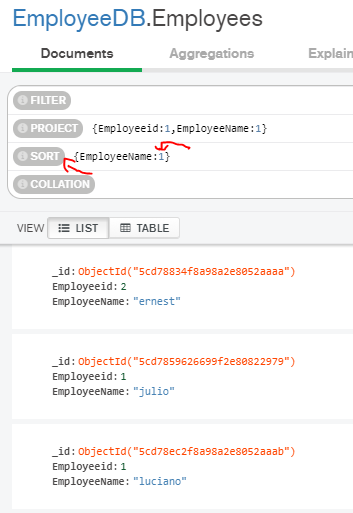 EmployeeDB.Employees
Documents Aggregations Explain
FILTER
PROJECT {Employeeid:1,EmployeeName:1}
SORT {EmployeeName:1}
COLLATION
VIEW LIST TABLE
_id:ObjectId("5cd78834f8a98a2e8052aaaa")
Employeeid:2
EmployeeName:"ernest"
_id:ObjectId("5cd7859626699f2e80822979")
Employeeid:1
EmployeeName:"julio"
_id:ObjectId("5cd78ec2f8a98a2e8052aaab")
Employeeid:1
EmployeeName:"luciano"